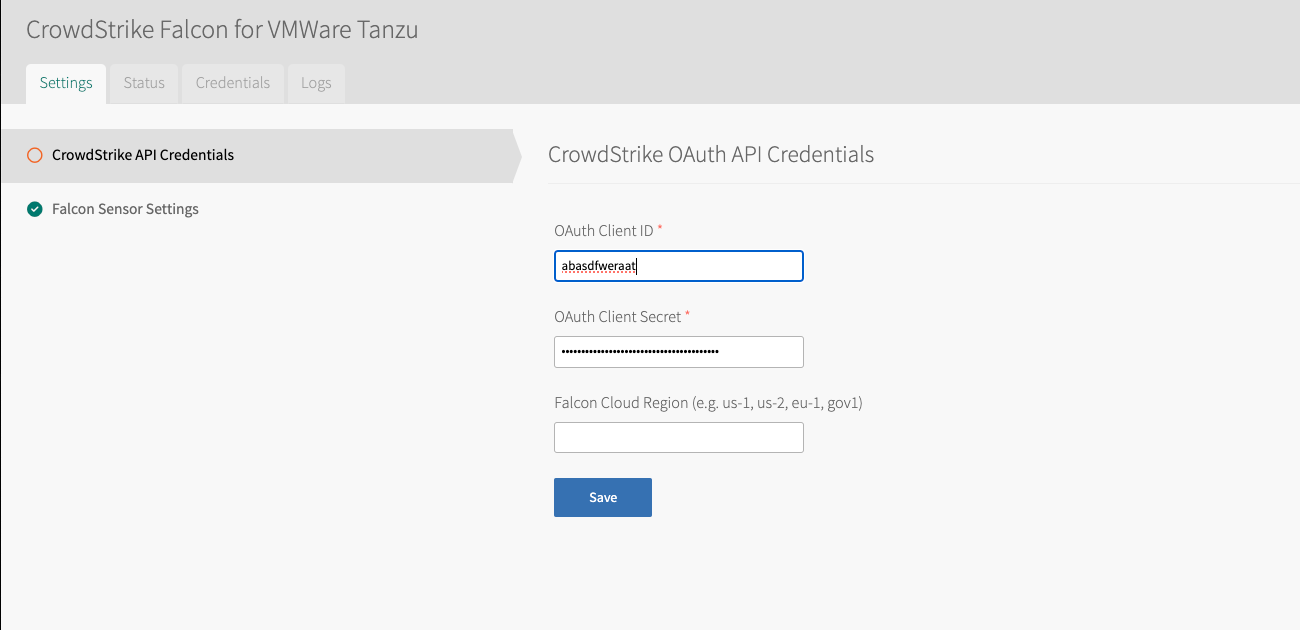 CrowdStrike Falcon for VMWare Tanzu
Settings Status Credentials Logs
CrowdStrike API Credentials
Falcon Sensor Settings
CrowdStrike OAuth API Credentials
OAuth Client ID *
abasdfweraat
OAuth Client Secret *
••••••••••••••••••••••••••••••••••••••••
Falcon Cloud Region (e.g. us-1, us-2, eu-1, gov1)
Save